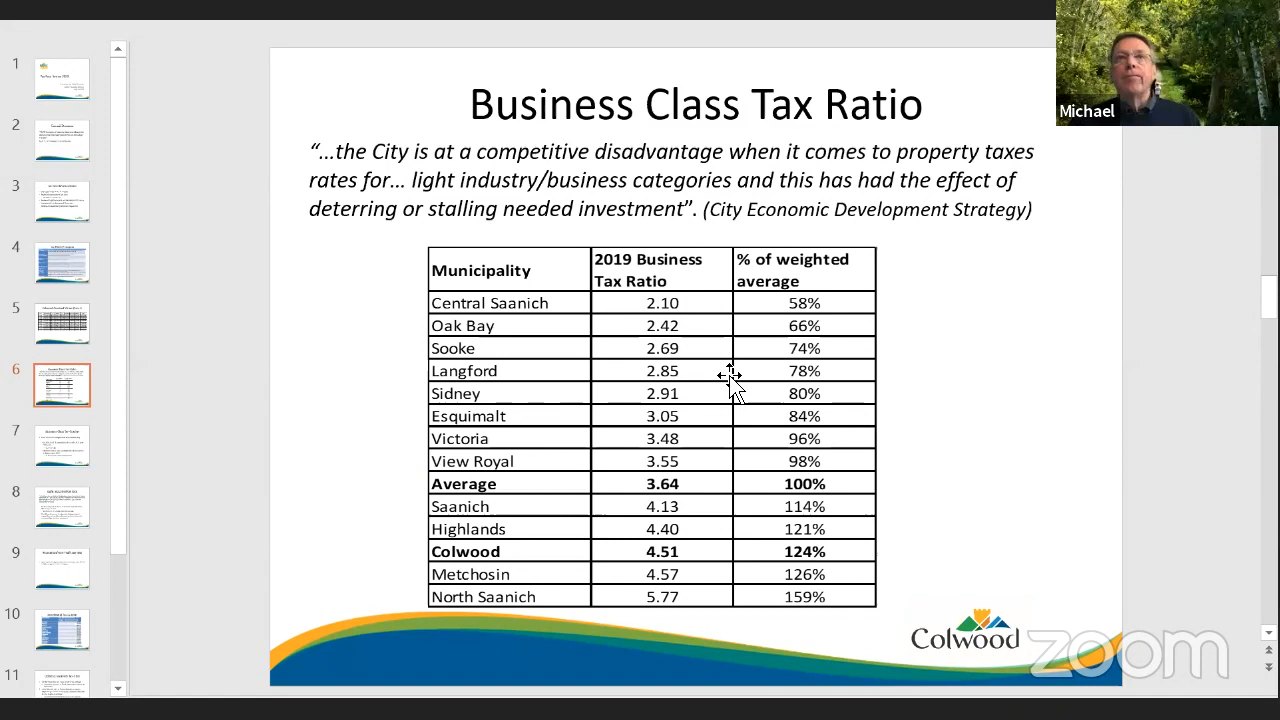 Business Class Tax Ratio
“…the City is at a competitive disadvantage when it comes to property taxes
rates for… light industry/business categories and this has had the effect of
deterring or stalling needed investment”. (City Economic Development Strategy)
Municipality 2019 Business Tax Ratio % of weighted average
Central Saanich 2.10 58%
Oak Bay 2.42 66%
Sooke 2.69 74%
Langford 2.85 78%
Sidney 2.91 80%
Esquimalt 3.05 84%
Victoria 3.48 96%
View Royal 3.55 98%
Average 3.64 100%
Saanich 4.13 114%
Highlands 4.40 121%
Colwood 4.51 124%
Metchosin 4.57 126%
North Saanich 5.77 159%
Colwood
zoom
Michael
1
2
4
5
6
7
8
9
10
11